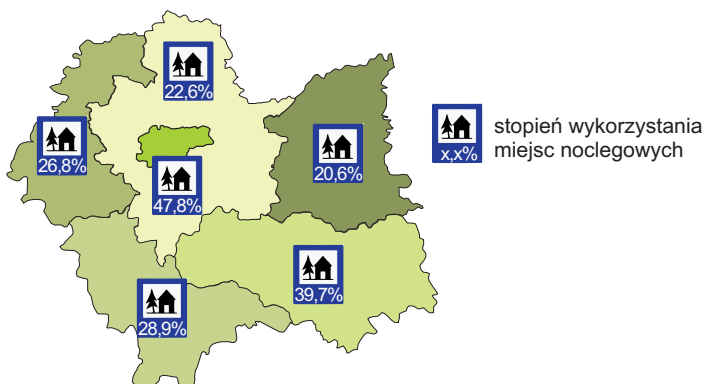 22,6%
26,8%
20,6%
47,8%
39,7%
28,9%
x,x%
stopień wykorzystania
miejsc noclegowych